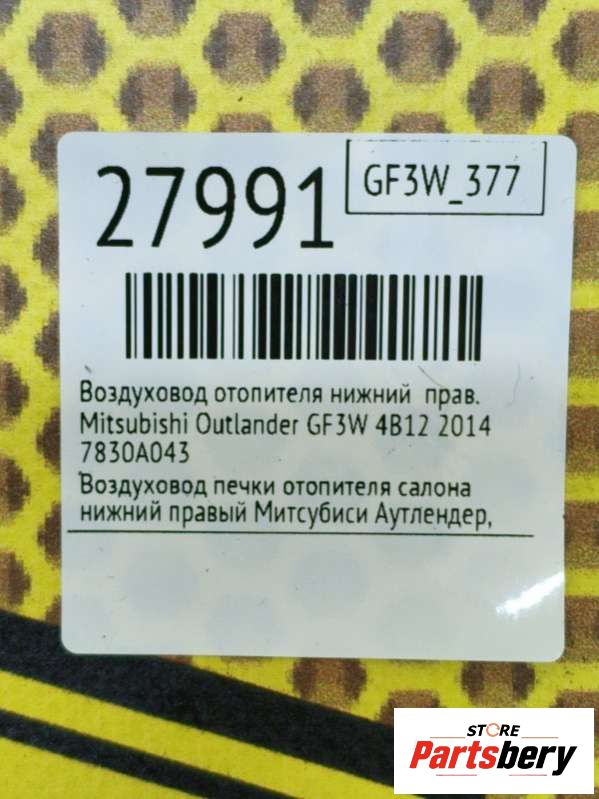 27991
GF3W_377
Воздуховод отопителя нижний прав.
Mitsubishi Outlander GF3W 4B12 2014
7830A043
Воздуховод печки отопителя салона
нижний правый Митсубиси Аутлендер,
STORE
Partsbery